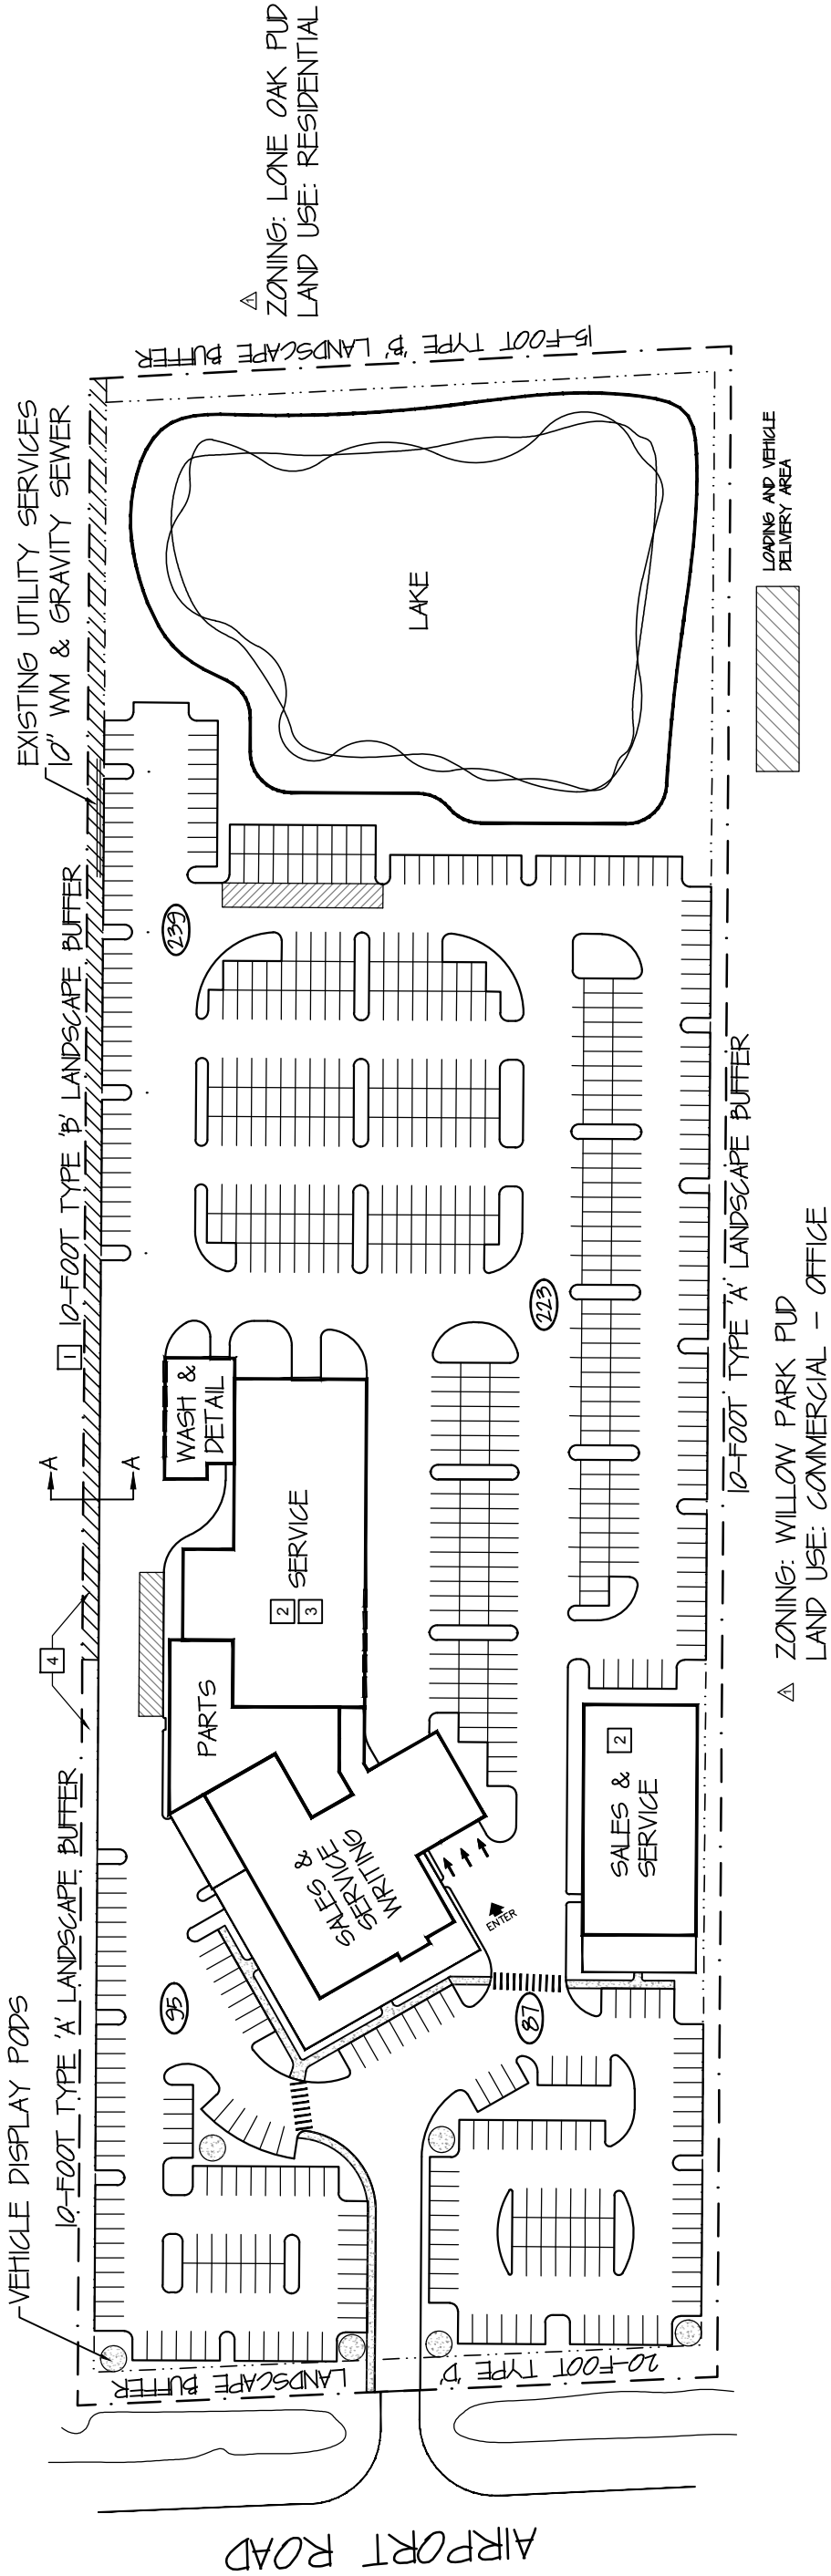 EXISTING UTILITY SERVICES
10" WM & GRAVITY SEWER
VEHICLE DISPLAY PODS
10-FOOT TYPE 'A' LANDSCAPE BUFFER
4
A
A
1
10-FOOT TYPE 'B' LANDSCAPE BUFFER
1
ZONING: LONE OAK PUD
LAND USE: RESIDENTIAL
15-FOOT TYPE 'B' LANDSCAPE BUFFER
LAKE
239
WASH &
DETAIL
SERVICE
2
3
PARTS
SALES &
SERVICE
WRITING
ENTER
95
87
223
SALES &
SERVICE
2
20-FOOT TYPE 'D'
LANDSCAPE BUFFER
AIRPORT ROAD
10-FOOT TYPE 'A' LANDSCAPE BUFFER
LOADING AND VEHICLE
DELIVERY AREA
1
ZONING: WILLOW PARK PUD
LAND USE: COMMERCIAL - OFFICE